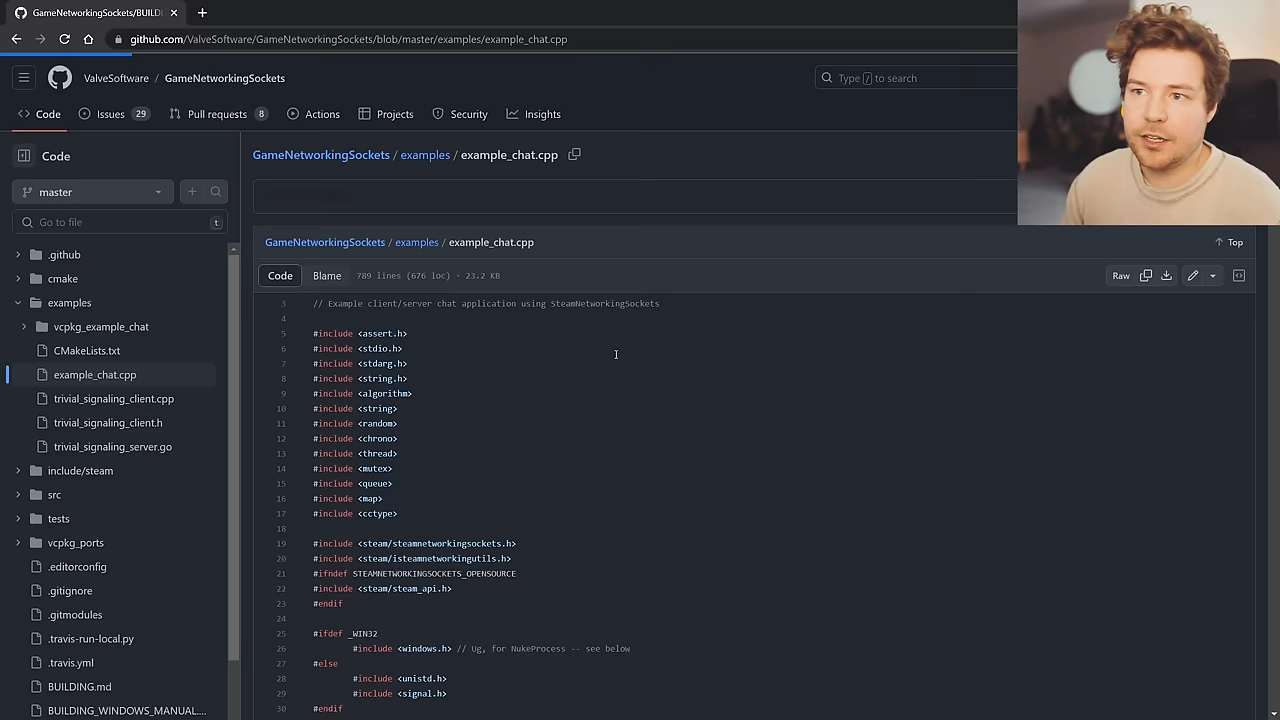 GameNetworkingSockets/BUILD
github.com/ValveSoftware/GameNetworkingSockets/blob/master/examples/example_chat.cpp
ValveSoftware / GameNetworkingSockets
Type / to search
Code
Issues 29
Pull requests 8
Actions
Projects
Security
Insights
Code
master
Go to file t
.github
cmake
examples
vcpkg_example_chat
CMakeLists.txt
example_chat.cpp
trivial_signaling_client.cpp
trivial_signaling_client.h
trivial_signaling_server.go
include/steam
src
tests
vcpkg_ports
.editorconfig
.gitignore
.gitmodules
.travis-run-local.py
.travis.yml
BUILDING.md
BUILDING_WINDOWS_MANUAL....
GameNetworkingSockets / examples / example_chat.cpp
GameNetworkingSockets / examples / example_chat.cpp
Top
Code Blame 789 lines (676 loc) · 23.2 KB
Raw
3 // Example client/server chat application using SteamNetworkingSockets
4
5 #include <assert.h>
6 #include <stdio.h>
7 #include <stdarg.h>
8 #include <string.h>
9 #include <algorithm>
10 #include <string>
11 #include <random>
12 #include <chrono>
13 #include <thread>
14 #include <mutex>
15 #include <queue>
16 #include <map>
17 #include <cctype>
18
19 #include <steam/steamnetworkingsockets.h>
20 #include <steam/isteamnetworkingutils.h>
21 #ifndef STEAMNETWORKINGSOCKETS_OPENSOURCE
22 #include <steam/steam_api.h>
23 #endif
24
25 #ifdef _WIN32
26 #include <windows.h> // Ug, for NukeProcess -- see below
27 #else
28 #include <unistd.h>
29 #include <signal.h>
30 #endif